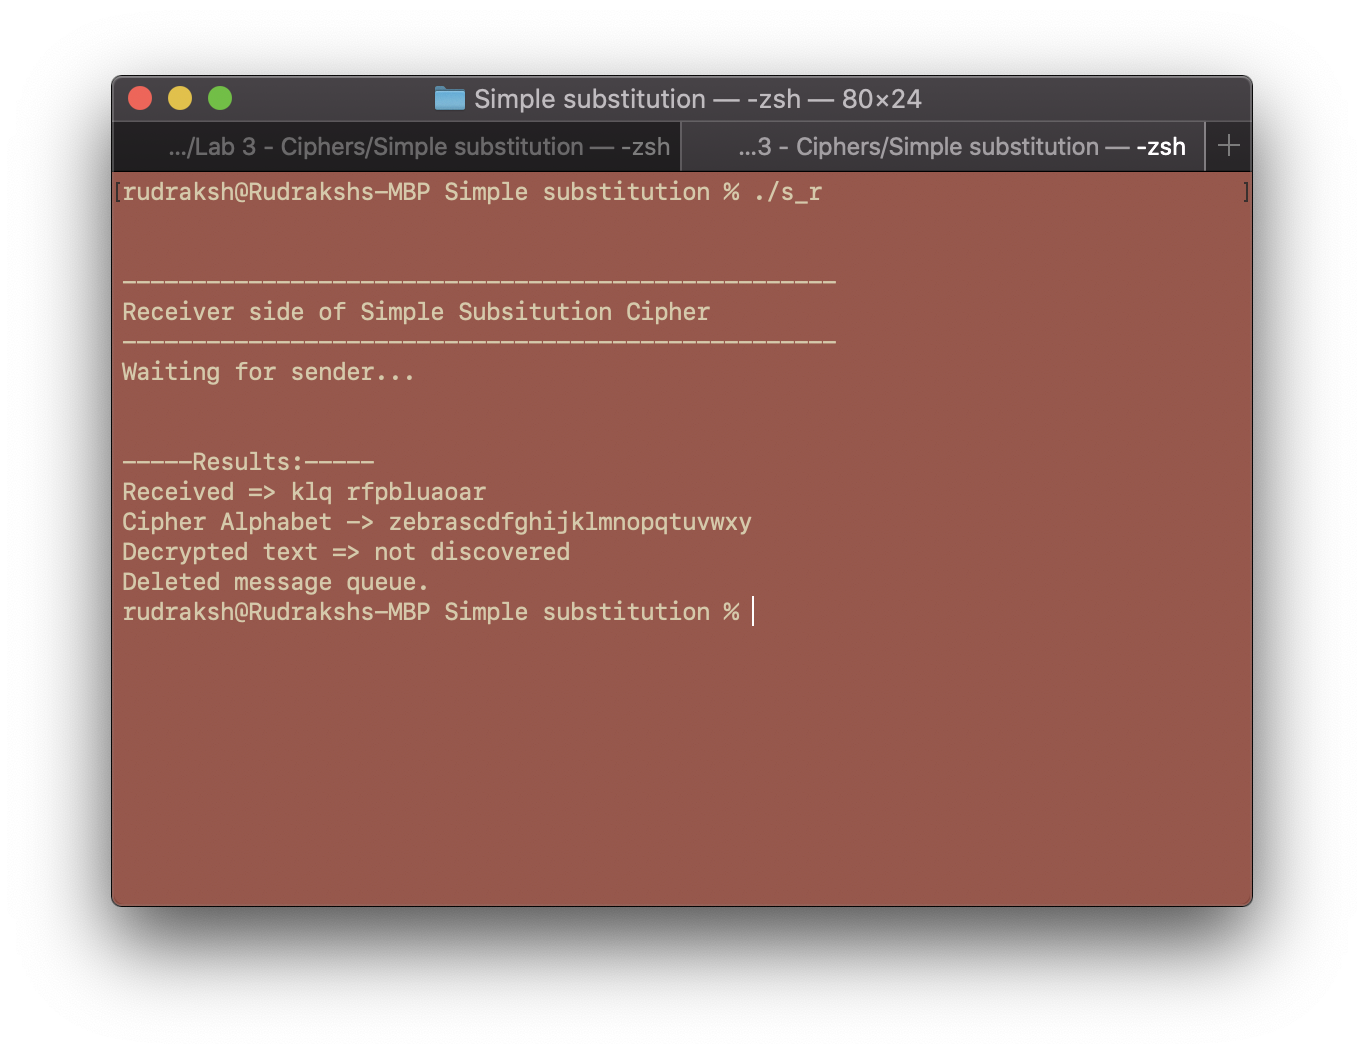 Simple substitution — -zsh — 80×24
.../Lab 3 - Ciphers/Simple substitution — -zsh
...3 - Ciphers/Simple substitution — -zsh
[rudraksh@Rudrakshs-MBP Simple substitution % ./s_r ]
---------------------------------------------------
Receiver side of Simple Subsitution Cipher
---------------------------------------------------
Waiting for sender...
-----Results:-----
Received => klq rfpbluaoar
Cipher Alphabet -> zebrascdfghijklmnopqtuvwxy
Decrypted text => not discovered
Deleted message queue.
rudraksh@Rudrakshs-MBP Simple substitution %